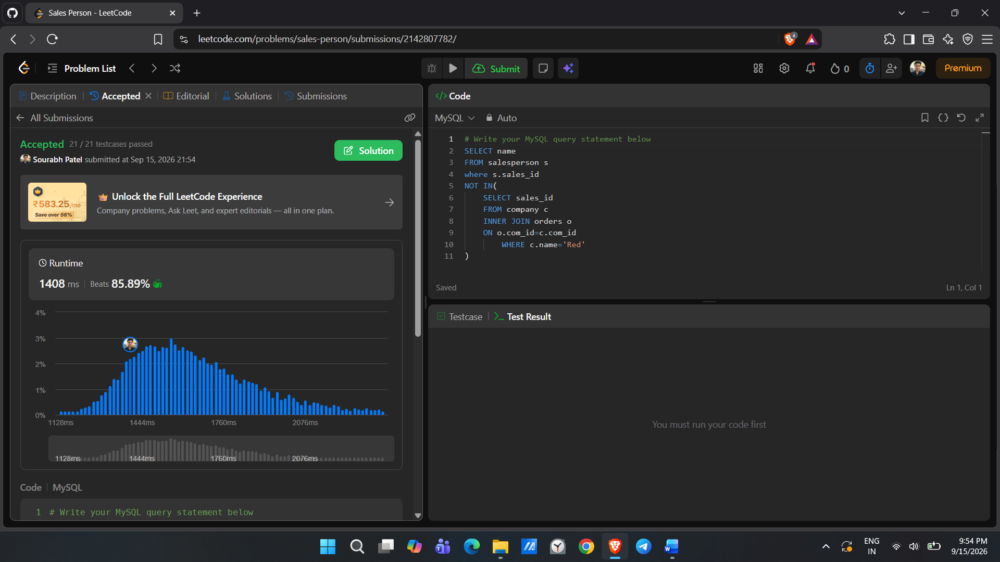 Sales Person - LeetCode
leetcode.com/problems/sales-person/submissions/2142807782/
4
Problem List
Submit
0
Premium
Description
Accepted
Editorial
Solutions
Submissions
All Submissions
Accepted 21 / 21 testcases passed
Sourabh Patel submitted at Sep 15, 2026 21:54
Solution
₹583.25/mo
Save over 56%
Unlock the Full LeetCode Experience
Company problems, Ask Leet, and expert editorials — all in one plan.
Runtime
1408 ms
Beats 85.89%
4%
3%
2%
1%
0%
1128ms 1444ms 1760ms 2076ms
1128ms 1444ms 1760ms 2076ms
Code MySQL
1 # Write your MySQL query statement below
Code
MySQL
Auto
1 # Write your MySQL query statement below
2 SELECT name
3 FROM salesperson s
4 where s.sales_id
5 NOT IN(
6 SELECT sales_id
7 FROM company c
8 INNER JOIN orders o
9 ON o.com_id=c.com_id
10 WHERE c.name='Red'
11 )
Saved
Ln 1, Col 1
Testcase
Test Result
You must run your code first
ENG
IN
9:54 PM
9/15/2026